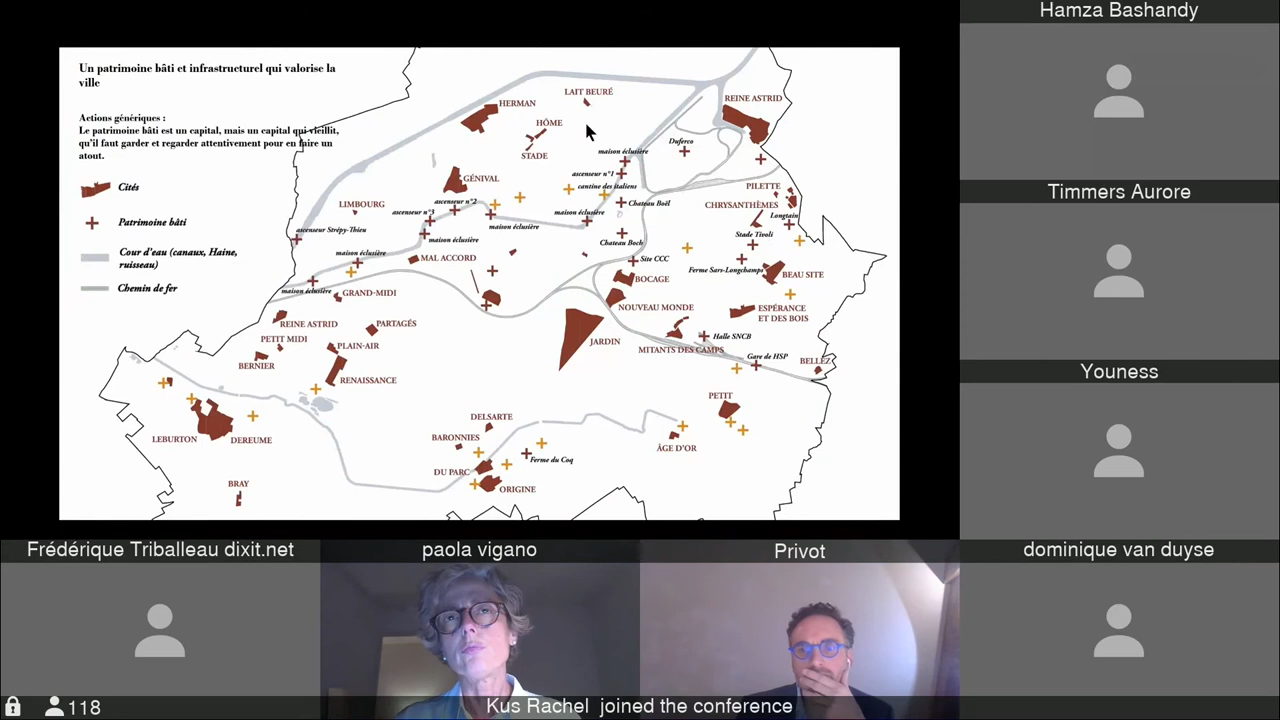 Hamza Bashandy
Un patrimoine bâti et infrastructurel qui valorise la
ville
Actions génériques :
Le patrimoine bâti est un capital, mais un capital qui vieillit,
qu'il faut garder et regarder attentivement pour en faire un
atout.
Cités
Patrimoine bâti
Cour d'eau (canaux, Haine,
ruisseau)
Chemin de fer
LAIT BEURÉ
HERMAN
REINE ASTRID
HÔME
STADE
Duferco
maison éclusière
ascenseur n°1
GÉNIVAL
cantine des italiens
PILETTE
ascenseur n°2
Chateau Boël
CHRYSANTHÈMES
LIMBOURG
ascenseur n°3
maison éclusière
Longtain
maison éclusière
ascenseur Strépy-Thieu
Stade Tivoli
maison éclusière
Chateau Boch
maison éclusière
MAL ACCORD
Site CCC
Ferme Sars-Longchamps
BEAU SITE
BOCAGE
maison éclusière
GRAND-MIDI
NOUVEAU MONDE
ESPÉRANCE
ET DES BOIS
REINE ASTRID
PARTAGÉS
PETIT MIDI
Halle SNCB
JARDIN
PLAIN-AIR
MITANTS DES CAMPS
Gare de HSP
BELLEZ
BERNIER
RENAISSANCE
PETIT
DELSARTE
LEBURTON
DEREUME
BARONNIES
ÂGE D'OR
Ferme du Coq
DU PARC
BRAY
ORIGINE
Timmers Aurore
Youness
Frédérique Triballeau dixit.net
paola vigano
Privot
dominique van duyse
118
Kus Rachel joined the conference